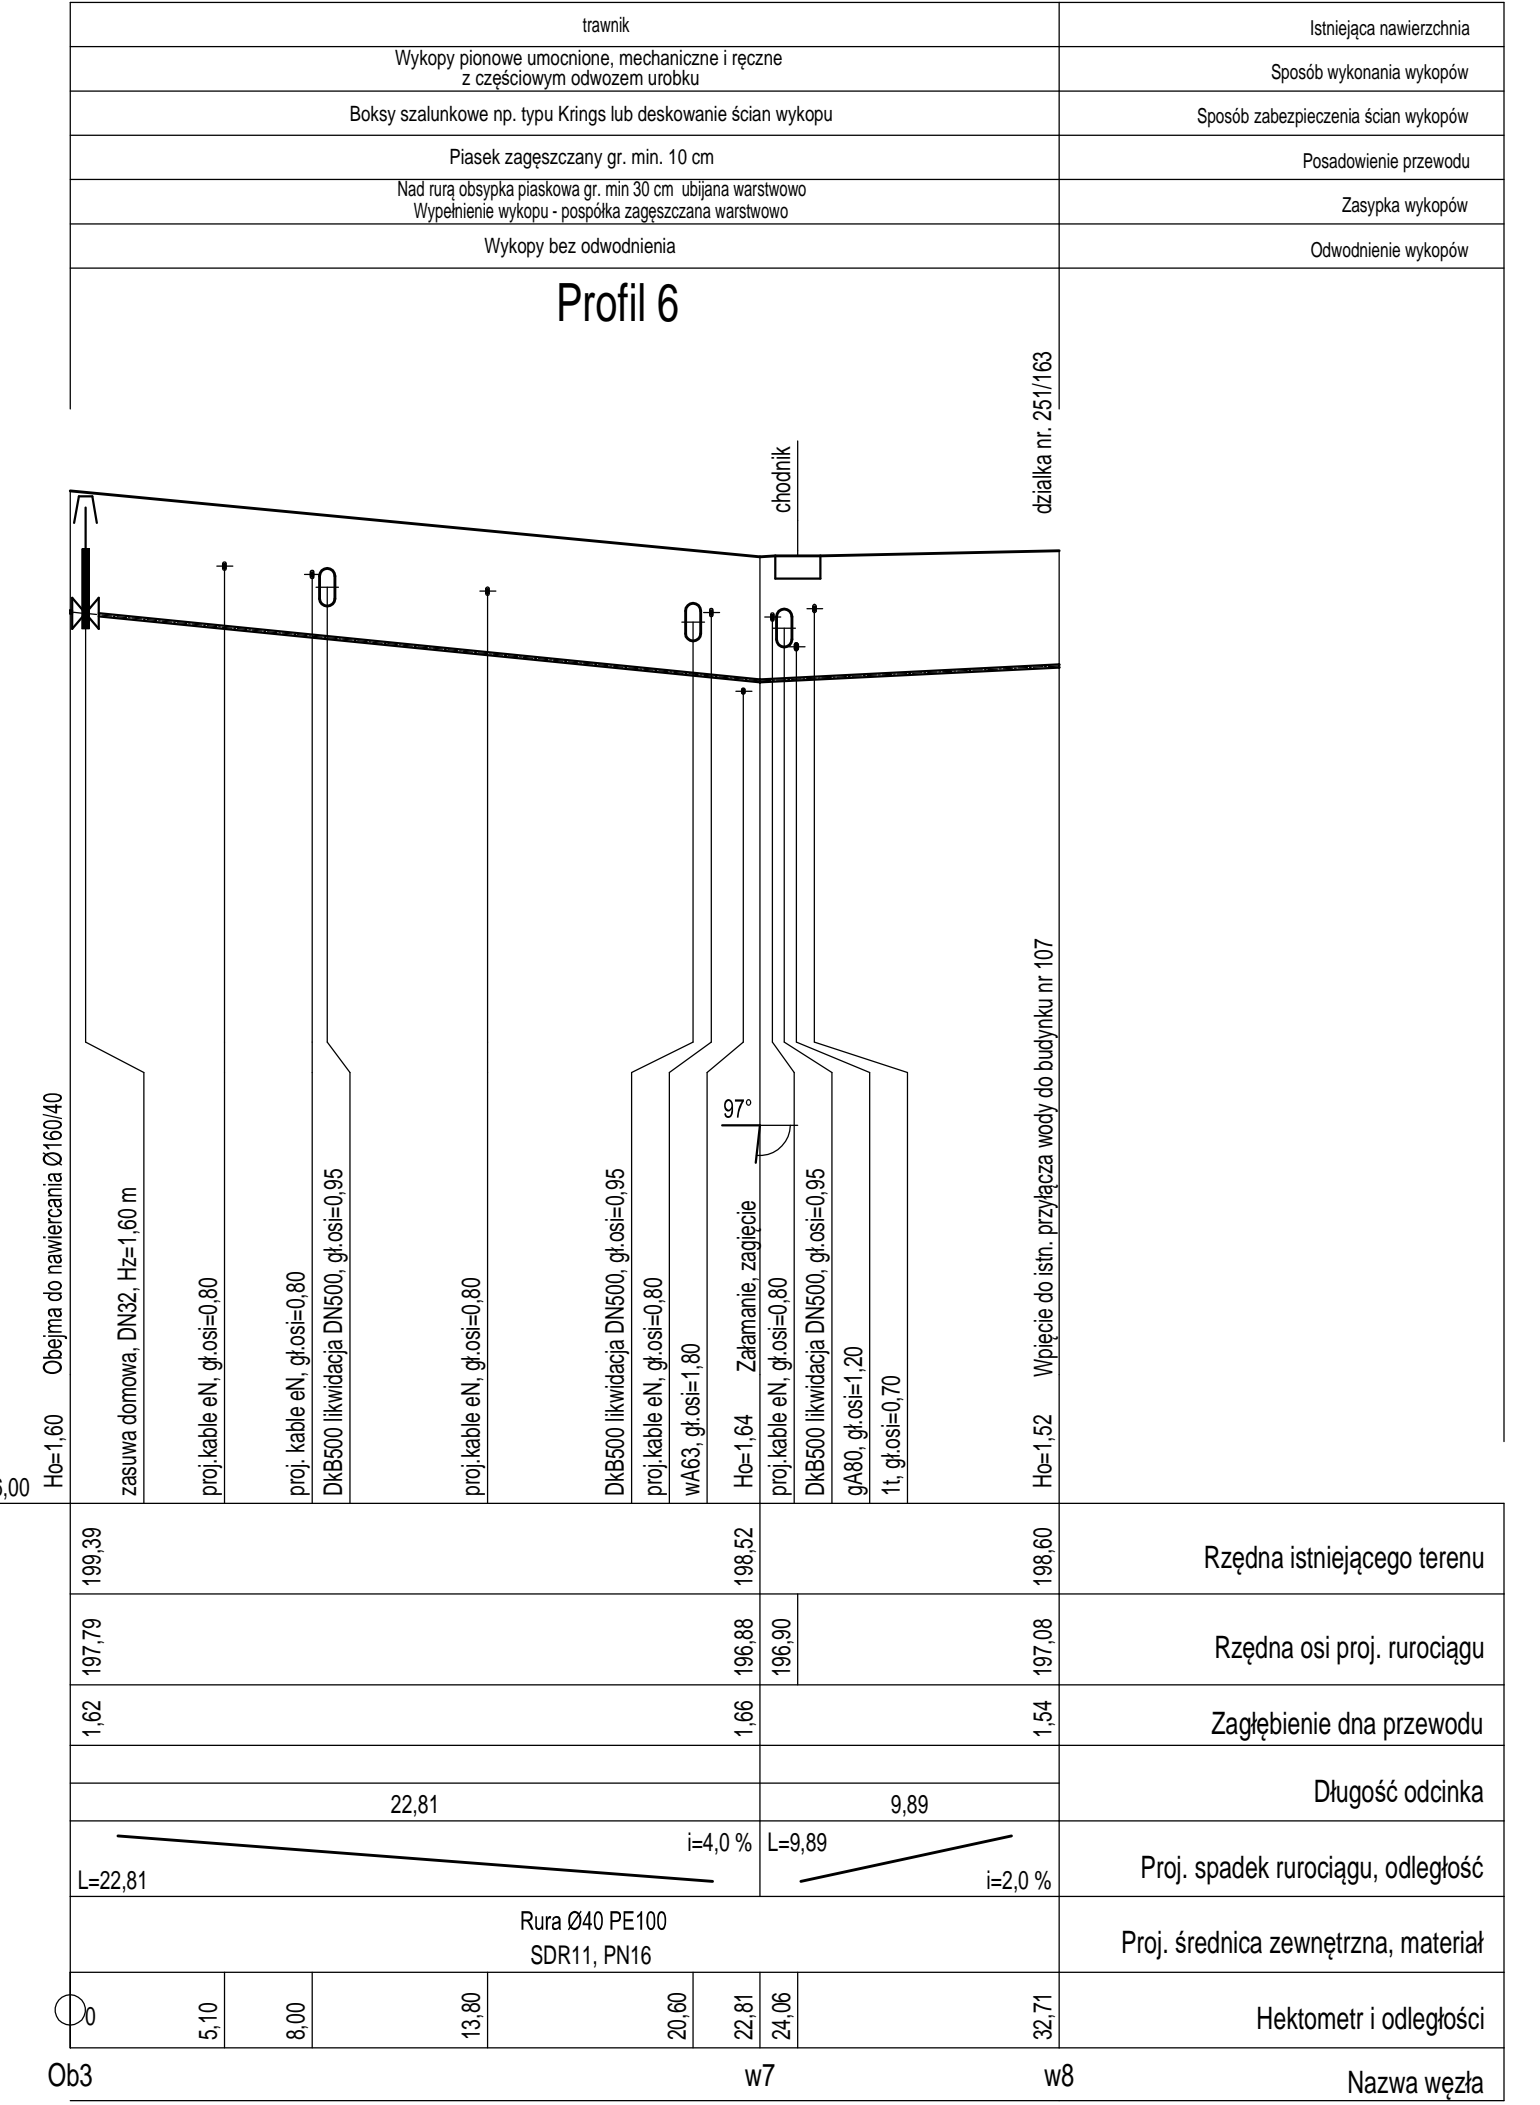 trawnik
Istniejąca nawierzchnia
Wykopy pionowe umocnione, mechaniczne i ręczne
z częściowym odwozem urobku
Sposób wykonania wykopów
Boksy szalunkowe np. typu Krings lub deskowanie ścian wykopu
Sposób zabezpieczenia ścian wykopów
Piasek zagęszczany gr. min. 10 cm
Posadowienie przewodu
Nad rurą obsypka piaskowa gr. min 30 cm ubijana warstwowo
Wypełnienie wykopu - pospółka zagęszczana warstwowo
Zasypka wykopów
Wykopy bez odwodnienia
Odwodnienie wykopów
Profil 6
chodnik
dzialka nr. 251/163
Ho=1,60 Obejma do nawiercania Ø160/40
zasuwa domowa, DN32, Hz=1,60 m
proj.kable eN, gł.osi=0,80
proj. kable eN, gł.osi=0,80
DkB500 likwidacja DN500, gł.osi=0,95
proj.kable eN, gł.osi=0,80
DkB500 likwidacja DN500, gł.osi=0,95
proj.kable eN, gł.osi=0,80
wA63, gł.osi=1,80
97°
Ho=1,64 Załamanie, zagięcie
proj.kable eN, gł.osi=0,80
DkB500 likwidacja DN500, gł.osi=0,95
gA80, gł.osi=1,20
1t, gł.osi=0,70
Ho=1,52 Wpięcie do istn. przyłącza wody do budynku nr 107
199,39
198,52
198,60
Rzędna istniejącego terenu
197,79
196,88
196,90
197,08
Rzędna osi proj. rurociągu
1,62
1,66
1,54
Zagłębienie dna przewodu
22,81
9,89
Długość odcinka
L=22,81
i=4,0 %
L=9,89
i=2,0 %
Proj. spadek rurociągu, odległość
Rura Ø40 PE100
SDR11, PN16
Proj. średnica zewnętrzna, materiał
0
5,10
8,00
13,80
20,60
22,81
24,06
32,71
Hektometr i odległości
Ob3
w7
w8
Nazwa węzła